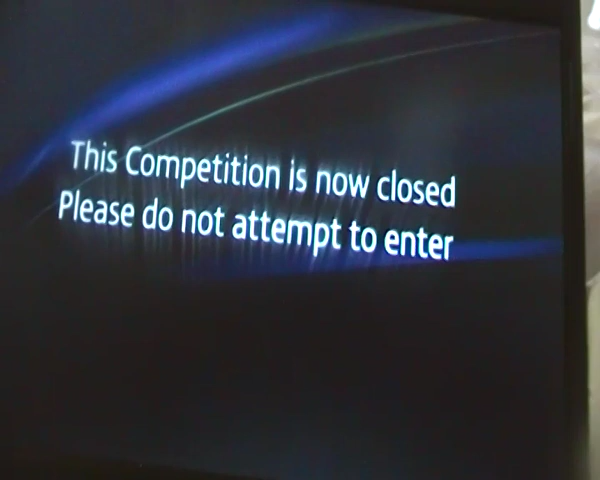 This Competition is now closed
Please do not attempt to enter